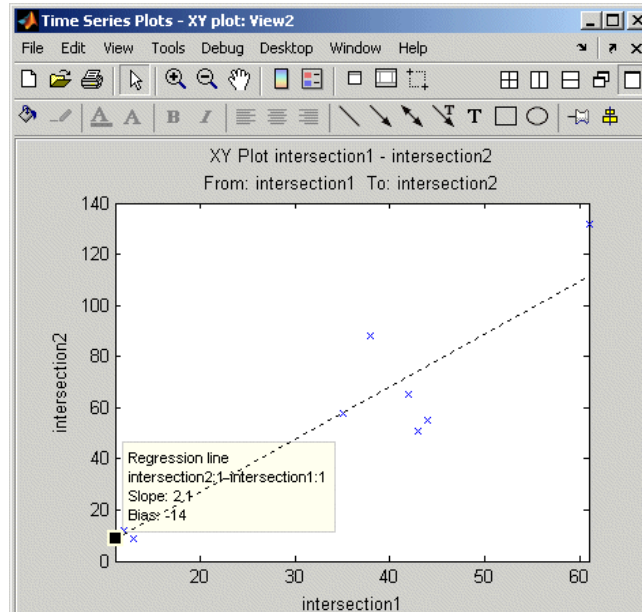 Time Series Plots - XY plot: View2
File Edit View Tools Debug Desktop Window Help
A A B I T T
XY Plot intersection1 - intersection2
From: intersection1 To: intersection2
140
120
100
80
60
40
20
0
intersection2
Regression line
intersection2:1-intersection1:1
Slope: 2.1
Bias: -14
20 30 40 50 60
intersection1